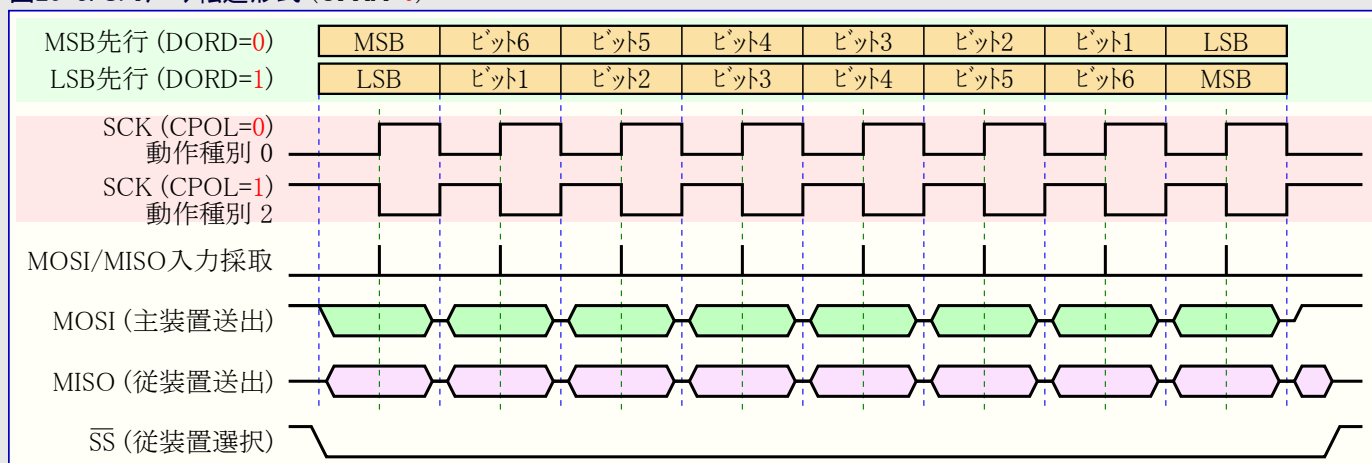 MSB先行 (DORD=0) MSB ビット6 ビット5 ビット4 ビット3 ビット2 ビット1 LSB
LSB先行 (DORD=1) LSB ビット1 ビット2 ビット3 ビット4 ビット5 ビット6 MSB
SCK (CPOL=0)
動作種別 0
SCK (CPOL=1)
動作種別 2
MOSI/MISO入力採取
MOSI (主装置送出)
MISO (従装置送出)
SS (従装置選択)